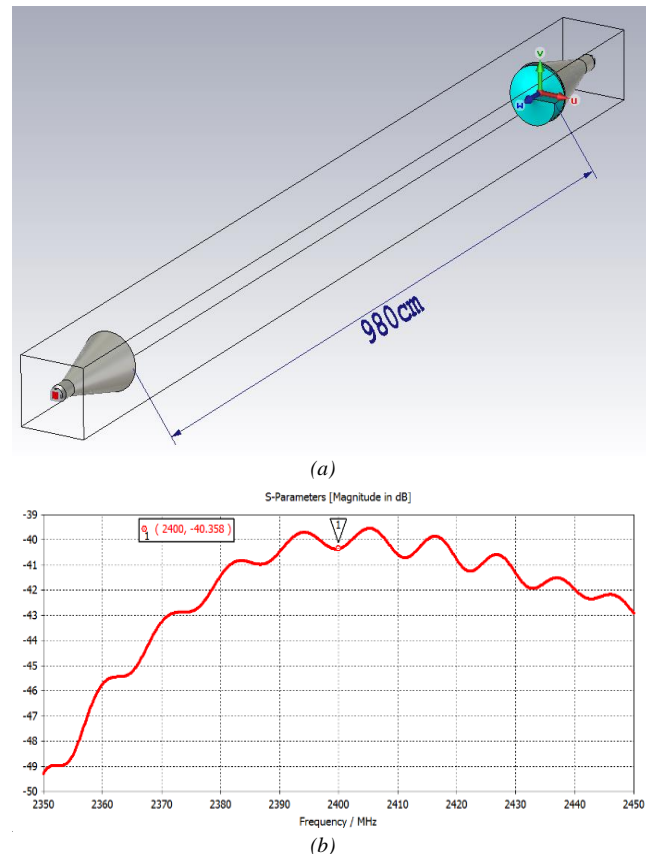 v
w
u
980cm
(a)
S-Parameters [Magnitude in dB]
1 ( 2400, -40.358 )
1
-39
-40
-41
-42
-43
-44
-45
-46
-47
-48
-49
-50
2350 2360 2370 2380 2390 2400 2410 2420 2430 2440 2450
Frequency / MHz
(b)